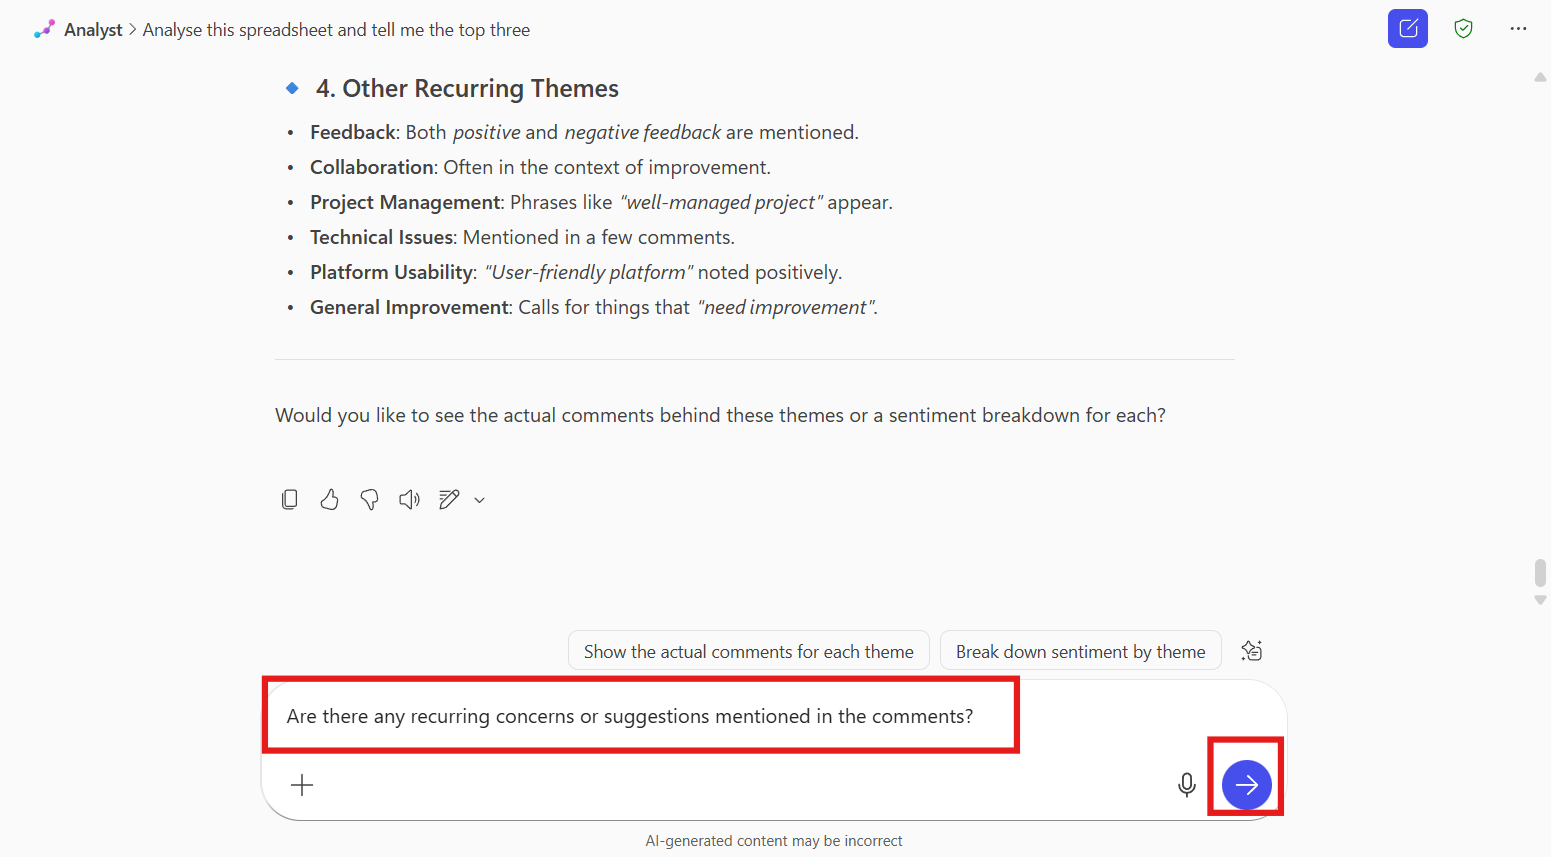 Analyst > Analyse this spreadsheet and tell me the top three
4. Other Recurring Themes
• Feedback: Both positive and negative feedback are mentioned.
• Collaboration: Often in the context of improvement.
• Project Management: Phrases like “well-managed project” appear.
• Technical Issues: Mentioned in a few comments.
• Platform Usability: “User-friendly platform” noted positively.
• General Improvement: Calls for things that “need improvement”.
Would you like to see the actual comments behind these themes or a sentiment breakdown for each?
Show the actual comments for each theme
Break down sentiment by theme
Are there any recurring concerns or suggestions mentioned in the comments?
AI-generated content may be incorrect